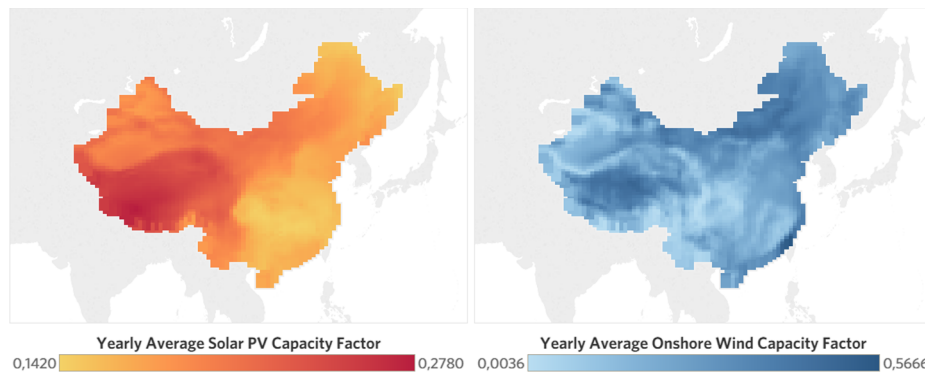 Yearly Average Solar PV Capacity Factor
0,1420 0,2780
Yearly Average Onshore Wind Capacity Factor
0,0036 0,5666